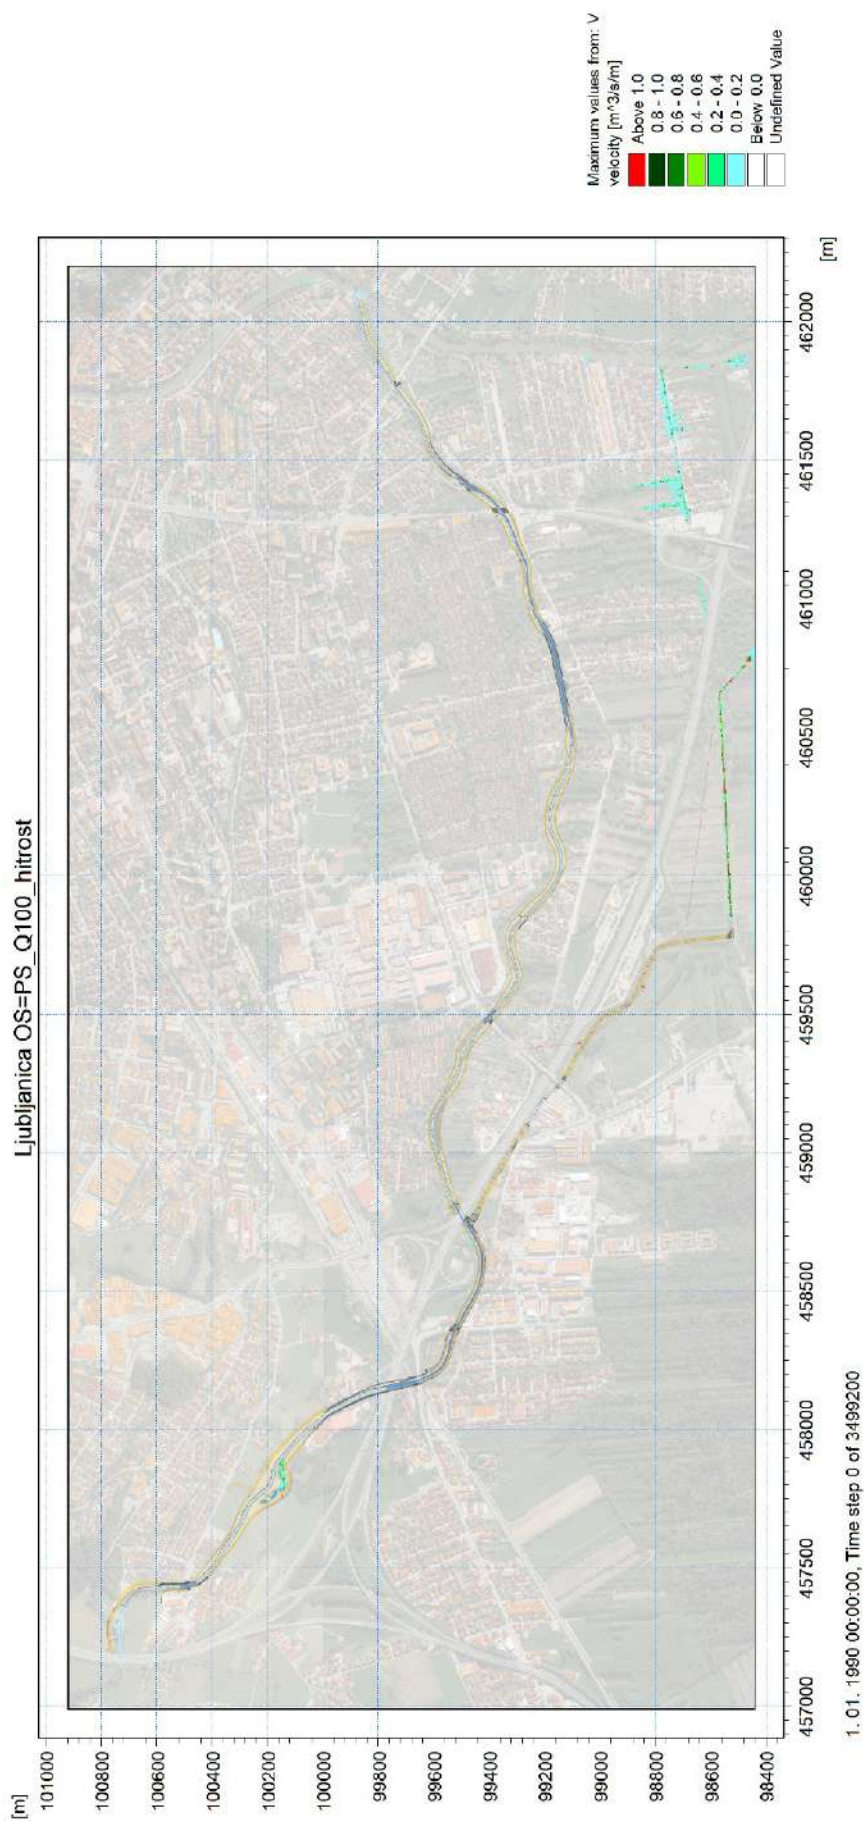 Ljubljanica OS=PS_Q100_hitrost
[m]
101000
100800
100600
100400
100200
100000
99800
99600
99400
99200
99000
98800
98600
98400
457000
457500
458000
458500
459000
459500
460000
460500
461000
461500
462000
[m]
1. 01. 1990 00:00:00, Time step 0 of 3499200
Maximum values from: V
velocity [m^3/s/m]
Above 1.0
0.8 - 1.0
0.6 - 0.8
0.4 - 0.6
0.2 - 0.4
0.0 - 0.2
Below 0.0
Undefined Value